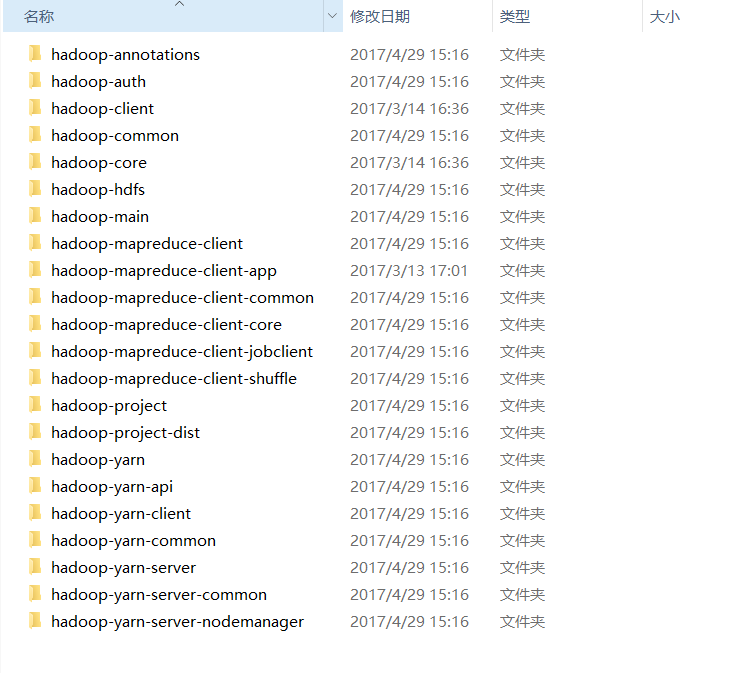 名称 修改日期 类型 大小
hadoop-annotations 2017/4/29 15:16 文件夹
hadoop-auth 2017/4/29 15:16 文件夹
hadoop-client 2017/3/14 16:36 文件夹
hadoop-common 2017/4/29 15:16 文件夹
hadoop-core 2017/3/14 16:36 文件夹
hadoop-hdfs 2017/4/29 15:16 文件夹
hadoop-main 2017/4/29 15:16 文件夹
hadoop-mapreduce-client 2017/4/29 15:16 文件夹
hadoop-mapreduce-client-app 2017/3/13 17:01 文件夹
hadoop-mapreduce-client-common 2017/4/29 15:16 文件夹
hadoop-mapreduce-client-core 2017/4/29 15:16 文件夹
hadoop-mapreduce-client-jobclient 2017/4/29 15:16 文件夹
hadoop-mapreduce-client-shuffle 2017/4/29 15:16 文件夹
hadoop-project 2017/4/29 15:16 文件夹
hadoop-project-dist 2017/4/29 15:16 文件夹
hadoop-yarn 2017/4/29 15:16 文件夹
hadoop-yarn-api 2017/4/29 15:16 文件夹
hadoop-yarn-client 2017/4/29 15:16 文件夹
hadoop-yarn-common 2017/4/29 15:16 文件夹
hadoop-yarn-server 2017/4/29 15:16 文件夹
hadoop-yarn-server-common 2017/4/29 15:16 文件夹
hadoop-yarn-server-nodemanager 2017/4/29 15:16 文件夹